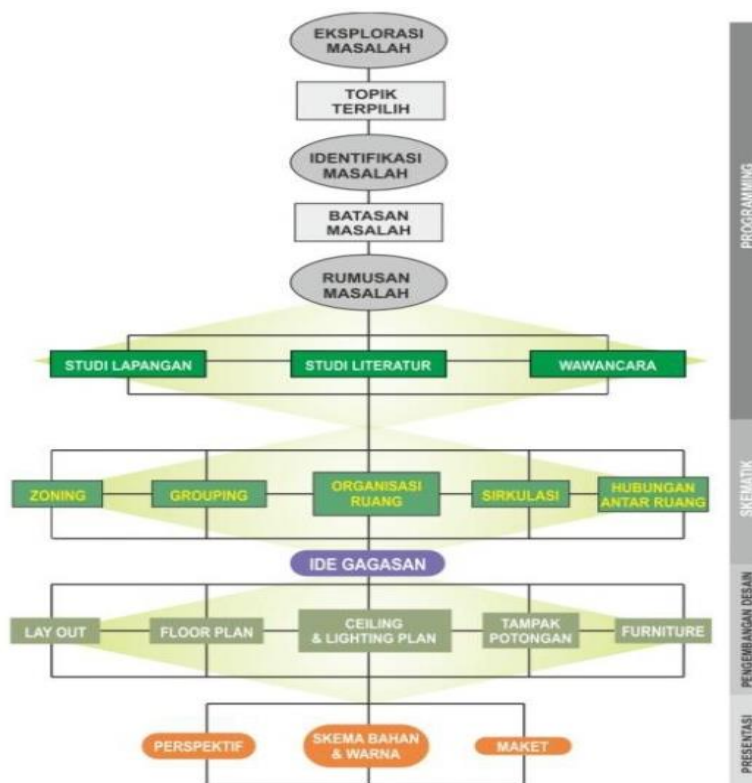 EKSPLORASI
MASALAH
TOPIK
TERPILIH
IDENTIFIKASI
MASALAH
BATASAN
MASALAH
RUMUSAN
MASALAH
STUDI LAPANGAN
STUDI LITERATUR
WAWANCARA
ZONING
GROUPING
ORGANISASI
RUANG
SIRKULASI
HUBUNGAN
ANTAR RUANG
IDE GAGASAN
LAY OUT
FLOOR PLAN
CEILING
& LIGHTING PLAN
TAMPAK
POTONGAN
FURNITURE
PERSPEKTIF
SKEMA BAHAN
& WARNA
MAKET
PROGRAMMING
SKEMATIK
PENGEMBANGAN DESAIN
PRESENTASI